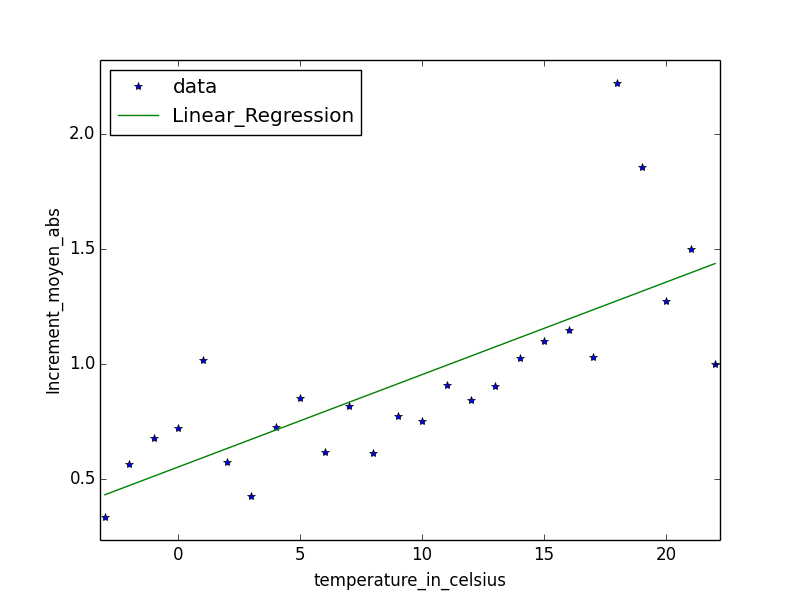 data
Linear_Regression
2.0
1.5
1.0
0.5
Increment_moyen_abs
0 5 10 15 20
temperature_in_celsius